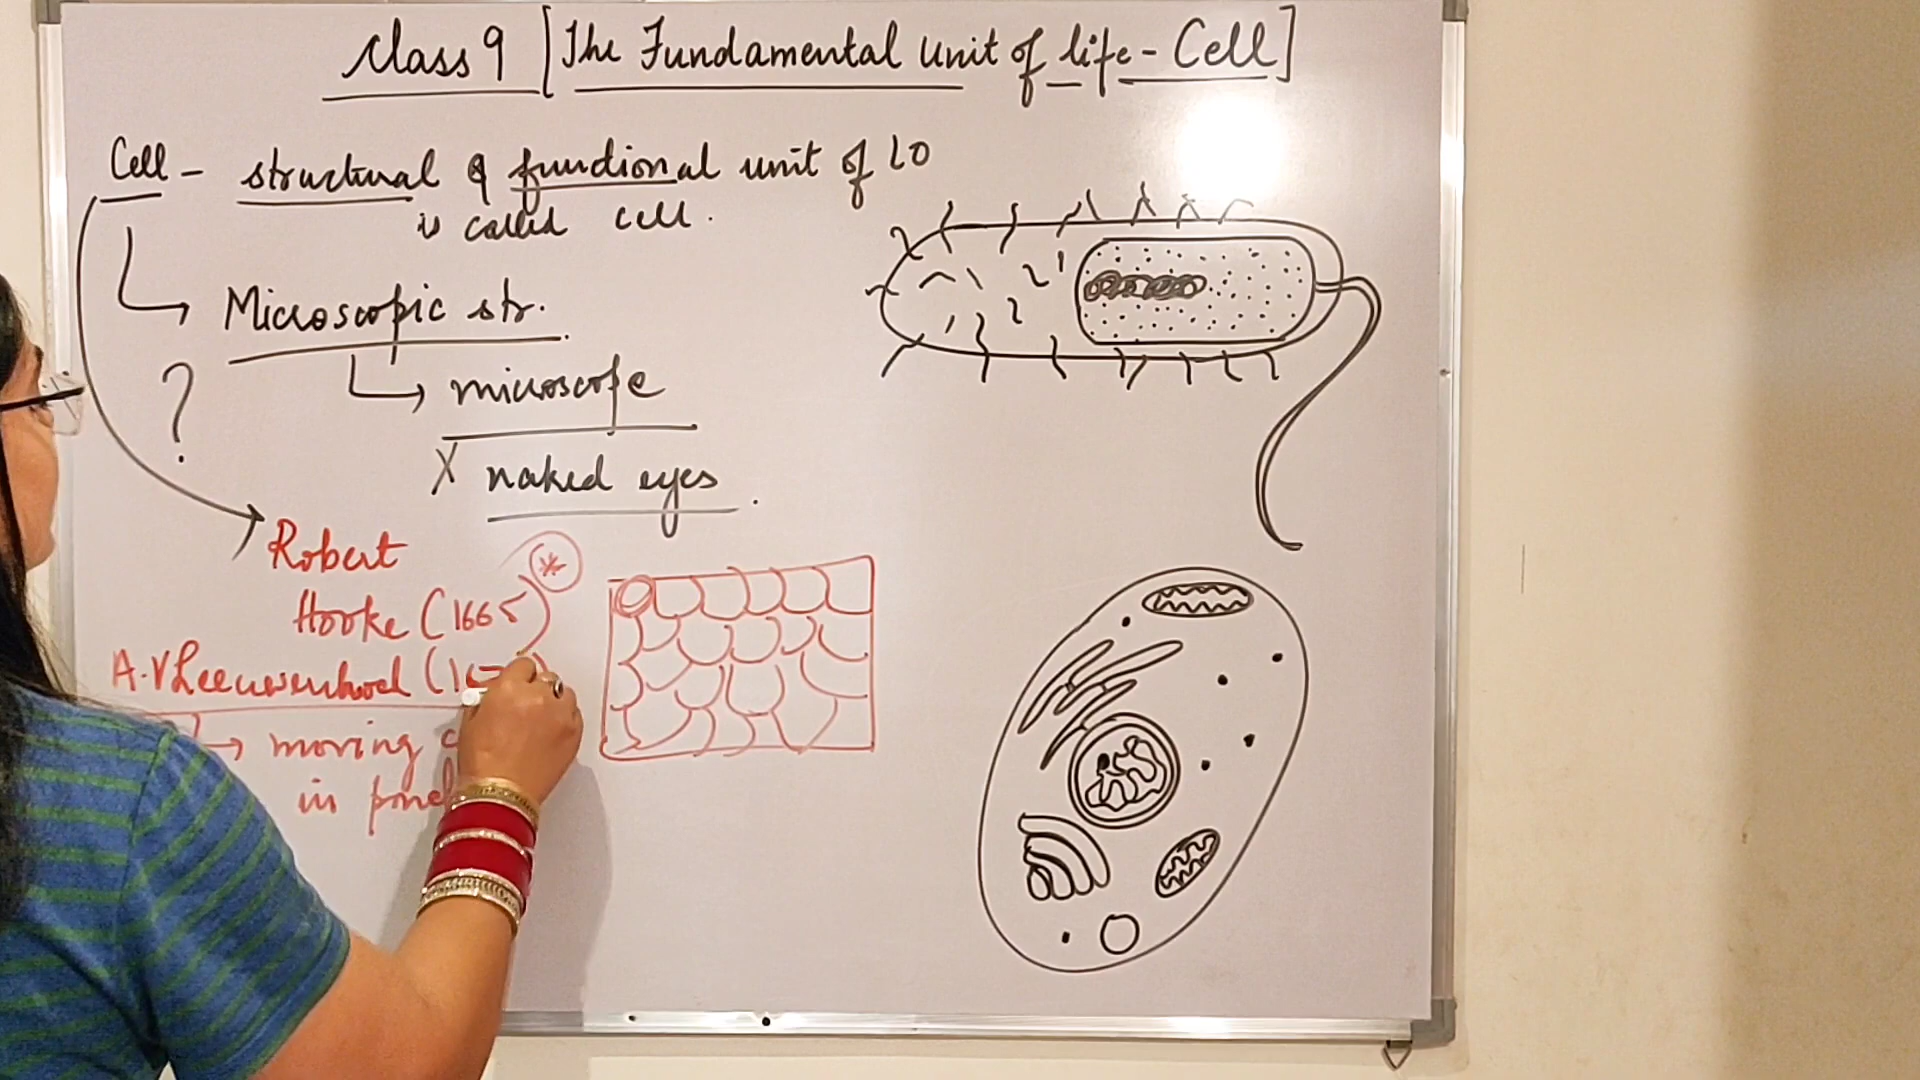 Class 9 [The Fundamental Unit of life - Cell]
Cell - structural & functional unit of LO
is called cell.
Microscopic str.
?
microscope
X naked eyes.
Robert
Hooke (1665)
A.V Leeuwenhoek
moving
in